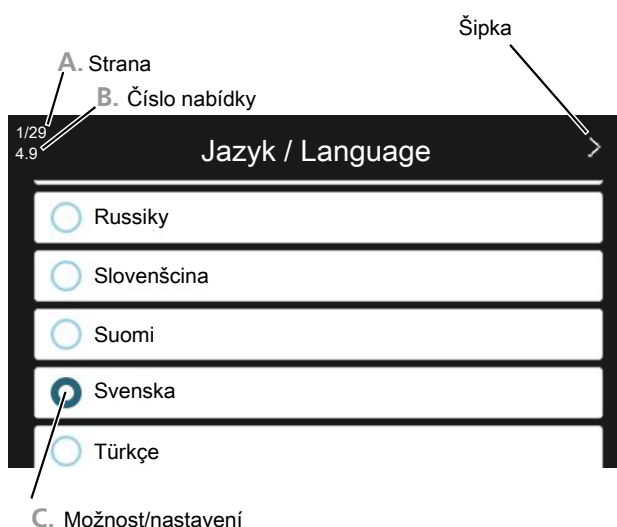 Šipka
A. Strana
B. Číslo nabídky
1/29
4.9
Jazyk / Language
Russiky
Slovenšcina
Suomi
Svenska
Türkçe
C. Možnost/nastavení